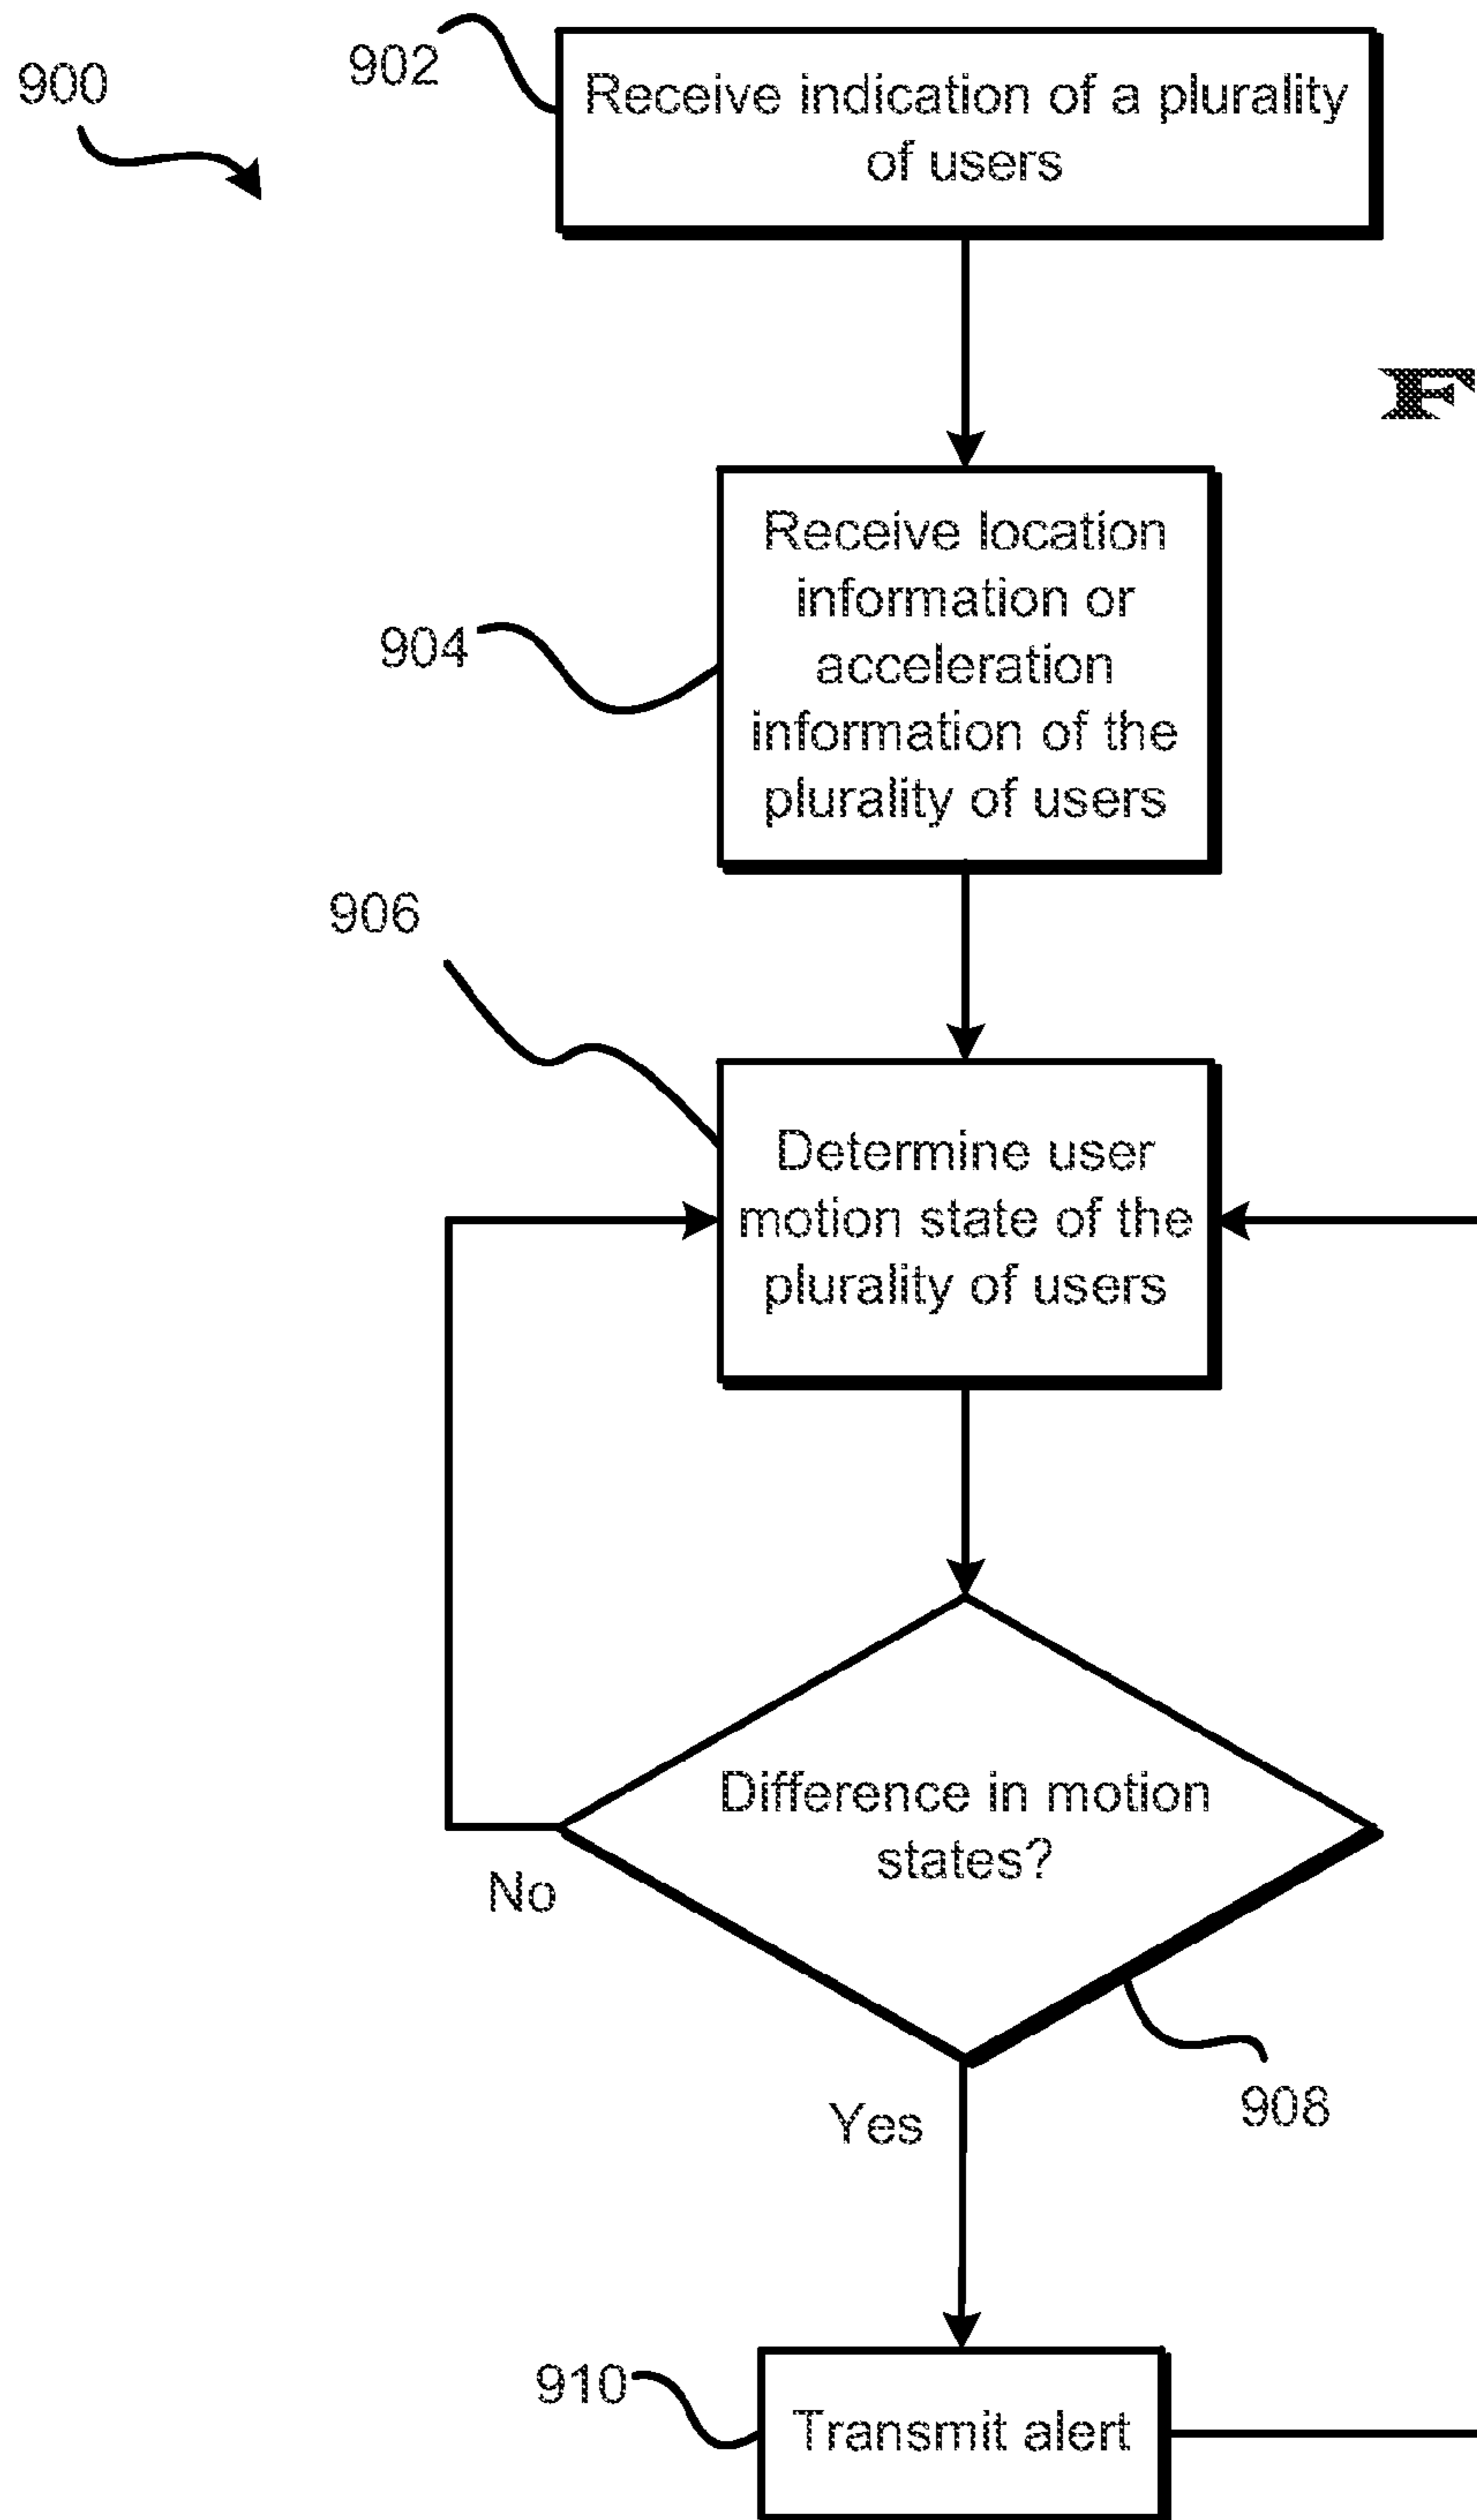 900
902
Receive indication of a plurality
of users
F
904
Receive location
information or
acceleration
information of the
plurality of users
906
Determine user
motion state of the
plurality of users
Difference in motion
states?
No
908
Yes
910
Transmit alert